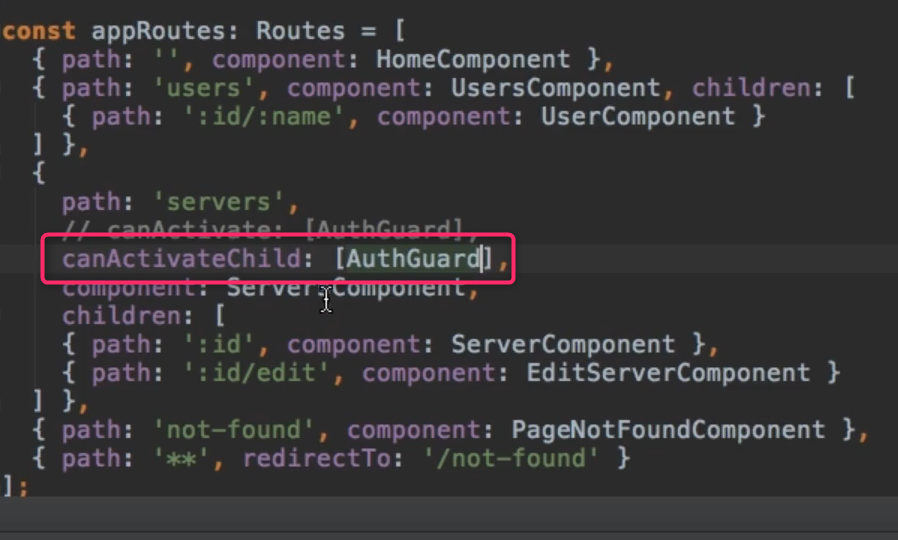 const appRoutes: Routes = [
  { path: '', component: HomeComponent },
  { path: 'users', component: UsersComponent, children: [
    { path: ':id/:name', component: UserComponent }
  ] },
  {
    path: 'servers',
    // canActivate: [AuthGuard],
    canActivateChild: [AuthGuard],
    component: ServersComponent,
    children: [
    { path: ':id', component: ServerComponent },
    { path: ':id/edit', component: EditServerComponent }
  ] },
  { path: 'not-found', component: PageNotFoundComponent },
  { path: '**', redirectTo: '/not-found' }
];